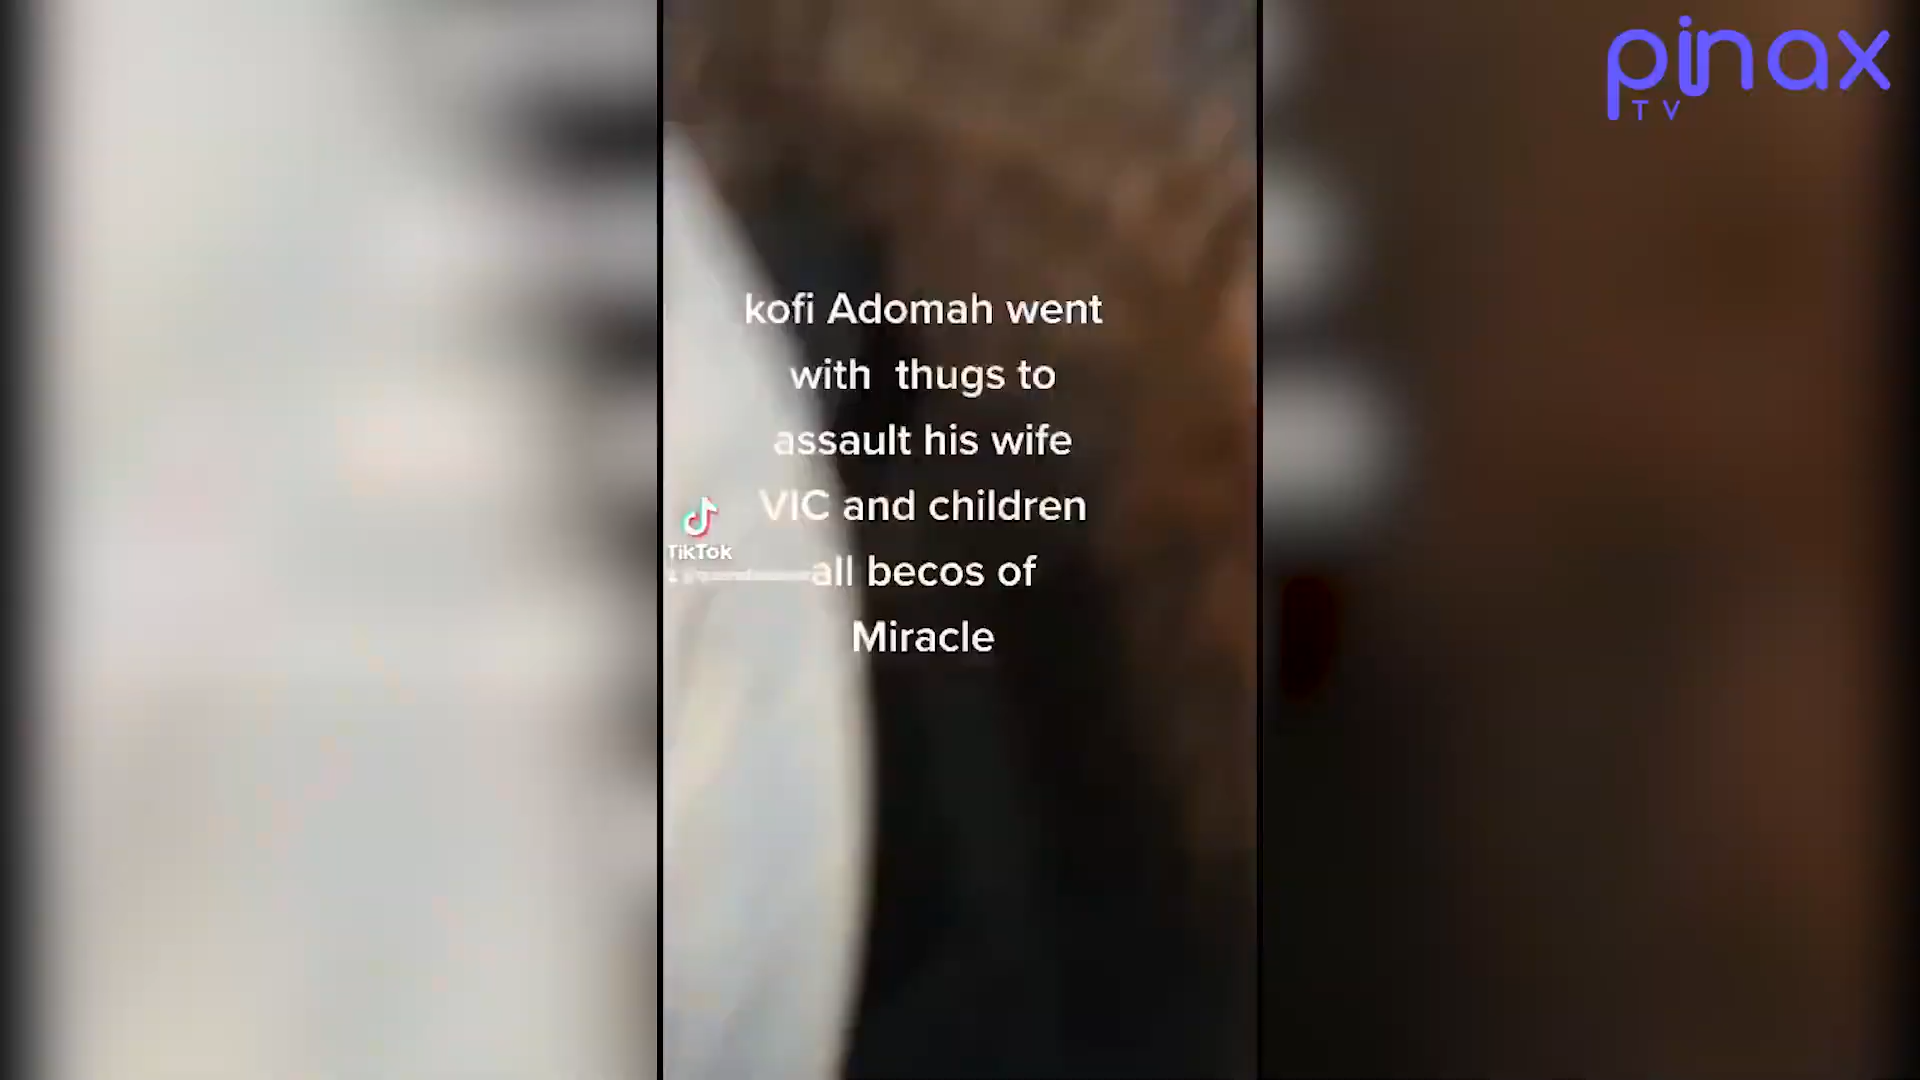 pinax
TV
kofi Adomah went
with thugs to
assault his wife
VIC and children
all becos of
Miracle
TikTok